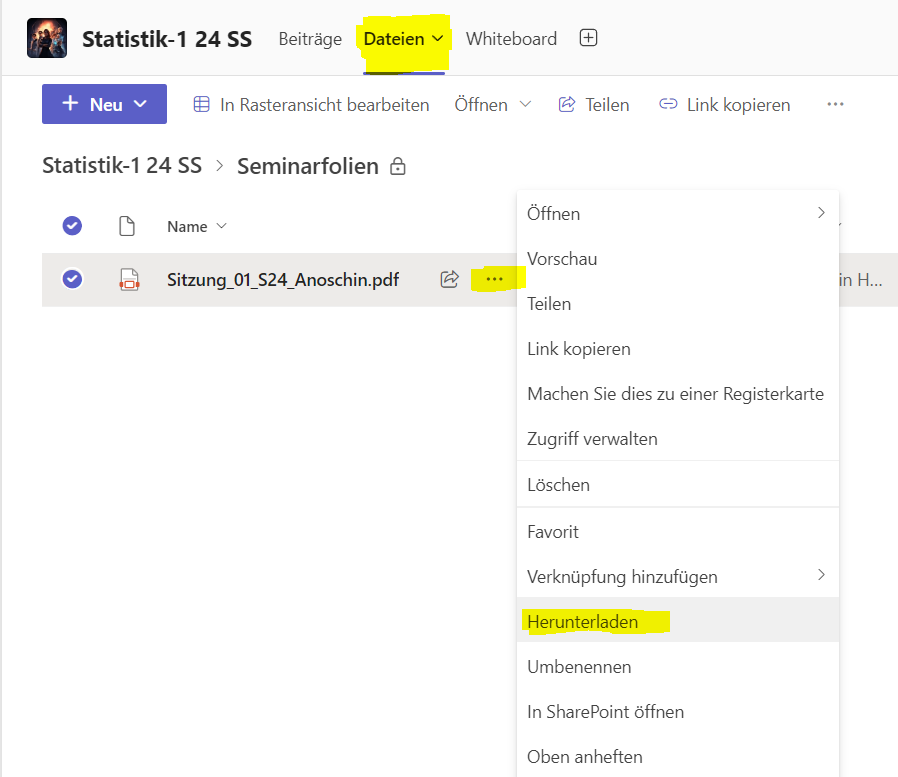 Statistik-1 24 SS Beiträge Dateien Whiteboard
Neu In Rasteransicht bearbeiten Öffnen Teilen Link kopieren ...
Statistik-1 24 SS > Seminarfolien
Name
Sitzung_01_S24_Anoschin.pdf ... in H...
Öffnen
Vorschau
Teilen
Link kopieren
Machen Sie dies zu einer Registerkarte
Zugriff verwalten
Löschen
Favorit
Verknüpfung hinzufügen
Herunterladen
Umbenennen
In SharePoint öffnen
Oben anheften